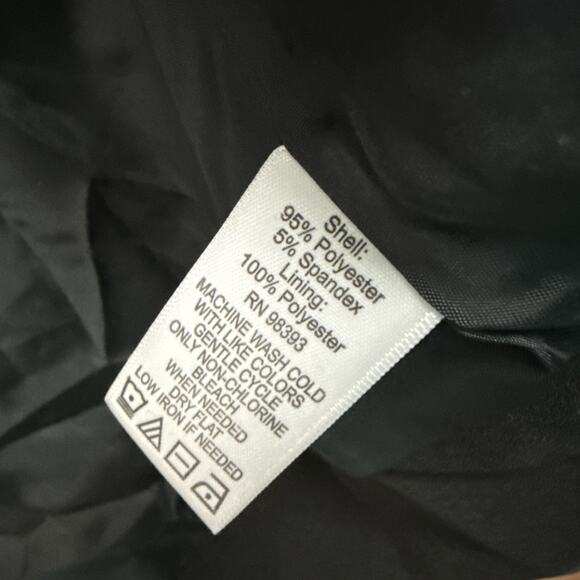 Shell:
95% Polyester
5% Spandex
Lining:
100% Polyester
RN 98393
MACHINE WASH COLD
WITH LIKE COLORS
GENTLE CYCLE
ONLY NON-CHLORINE
BLEACH
WHEN NEEDED
DRY FLAT
LOW IRON IF NEEDED